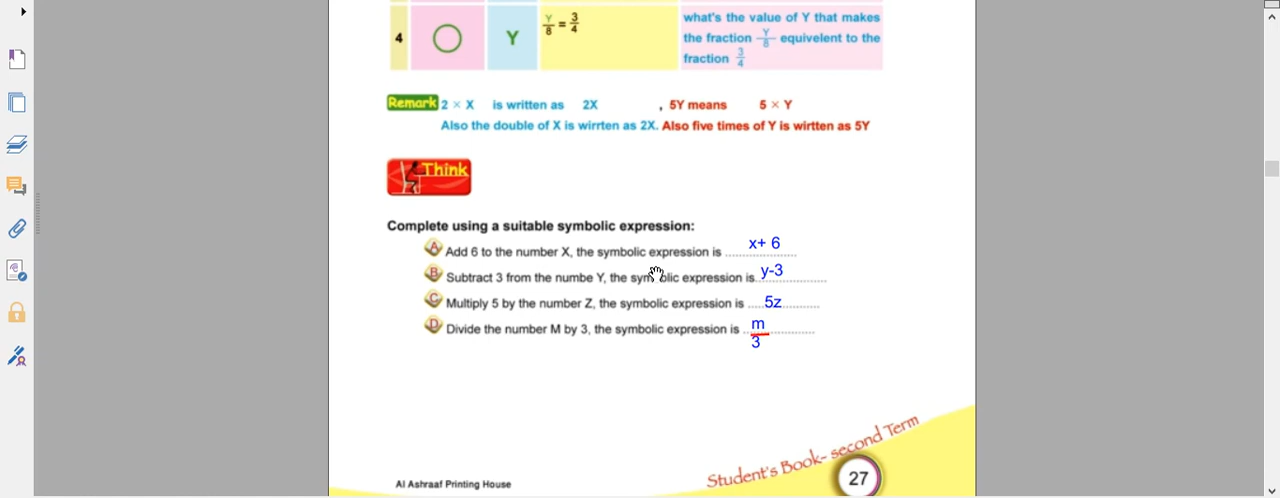 4
Y
Y/8 = 3/4
what's the value of Y that makes
the fraction Y/8 equivelent to the
fraction 3/4
Remark 2 × X is written as 2X , 5Y means 5 × Y
Also the double of X is wirrten as 2X. Also five times of Y is wirtten as 5Y
Think
Complete using a suitable symbolic expression:
A Add 6 to the number X, the symbolic expression is x+ 6
B Subtract 3 from the numbe Y, the symbolic expression is y-3
C Multiply 5 by the number Z, the symbolic expression is 5z
D Divide the number M by 3, the symbolic expression is m/3
Student's Book- second Term
Al Ashraaf Printing House
27